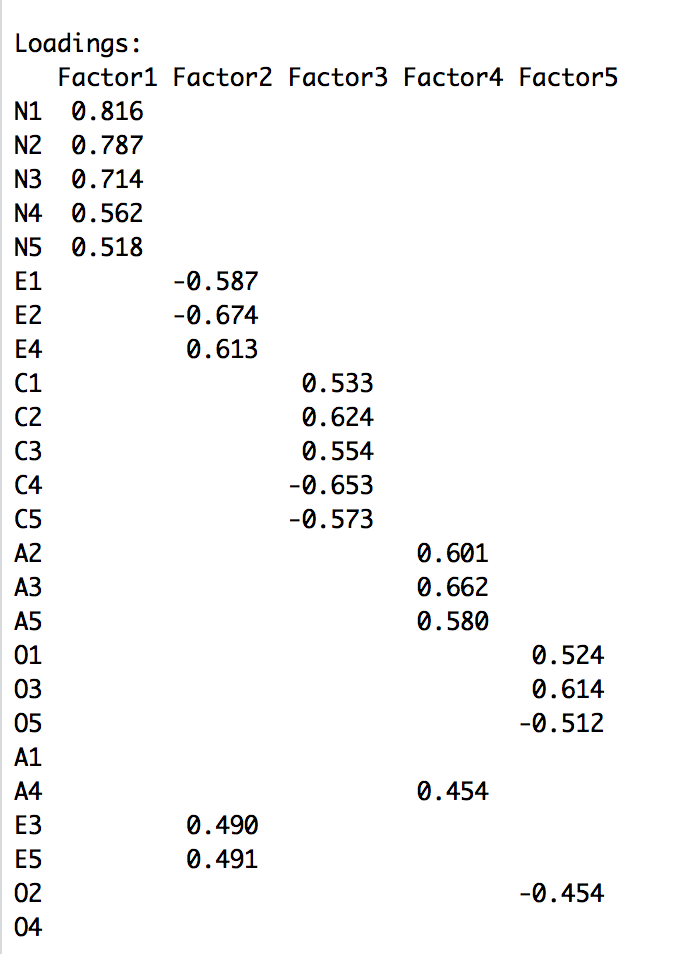 Loadings:
   Factor1 Factor2 Factor3 Factor4 Factor5
N1  0.816
N2  0.787
N3  0.714
N4  0.562
N5  0.518
E1         -0.587
E2         -0.674
E4          0.613
C1                  0.533
C2                  0.624
C3                  0.554
C4                 -0.653
C5                 -0.573
A2                          0.601
A3                          0.662
A5                          0.580
O1                                  0.524
O3                                  0.614
O5                                 -0.512
A1
A4                          0.454
E3          0.490
E5          0.491
O2                                 -0.454
O4